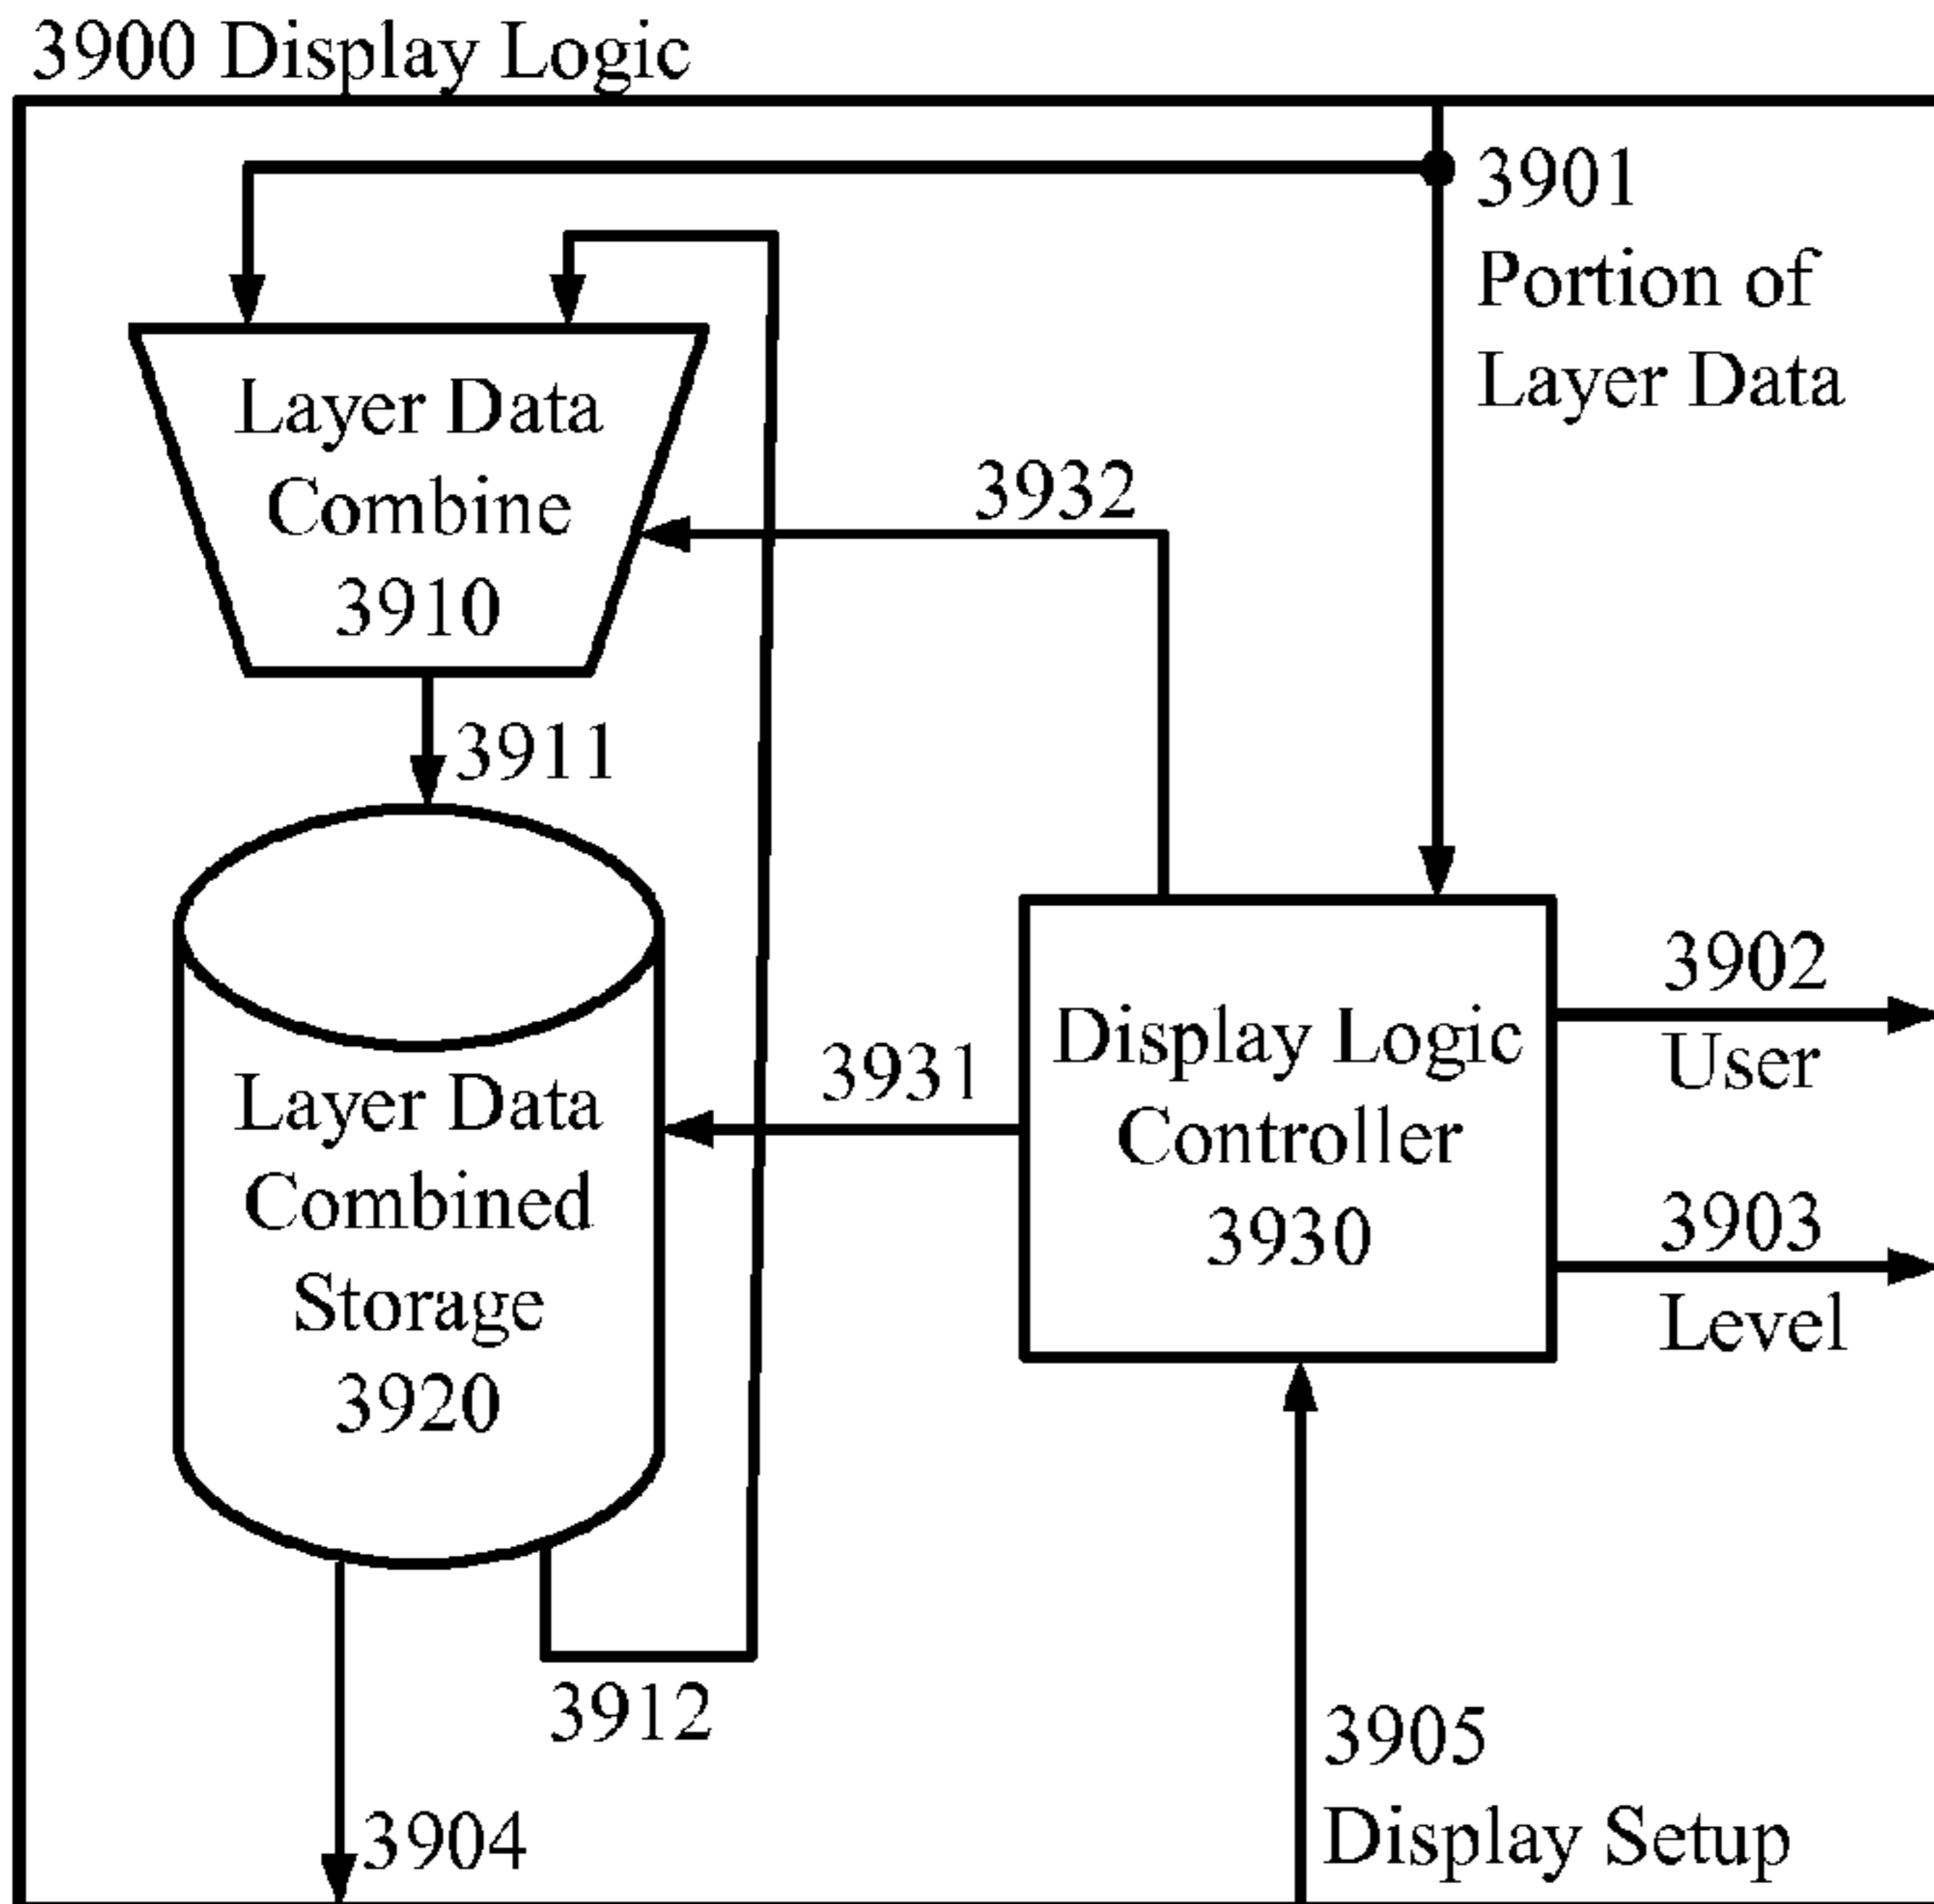 3900 Display Logic
3901
Portion of
Layer Data
Layer Data
Combine
3910
3932
3911
3902
User
Display Logic
Controller
3930
3931
Layer Data
Combined
Storage
3920
3903
Level
3912
3905
Display Setup
3904